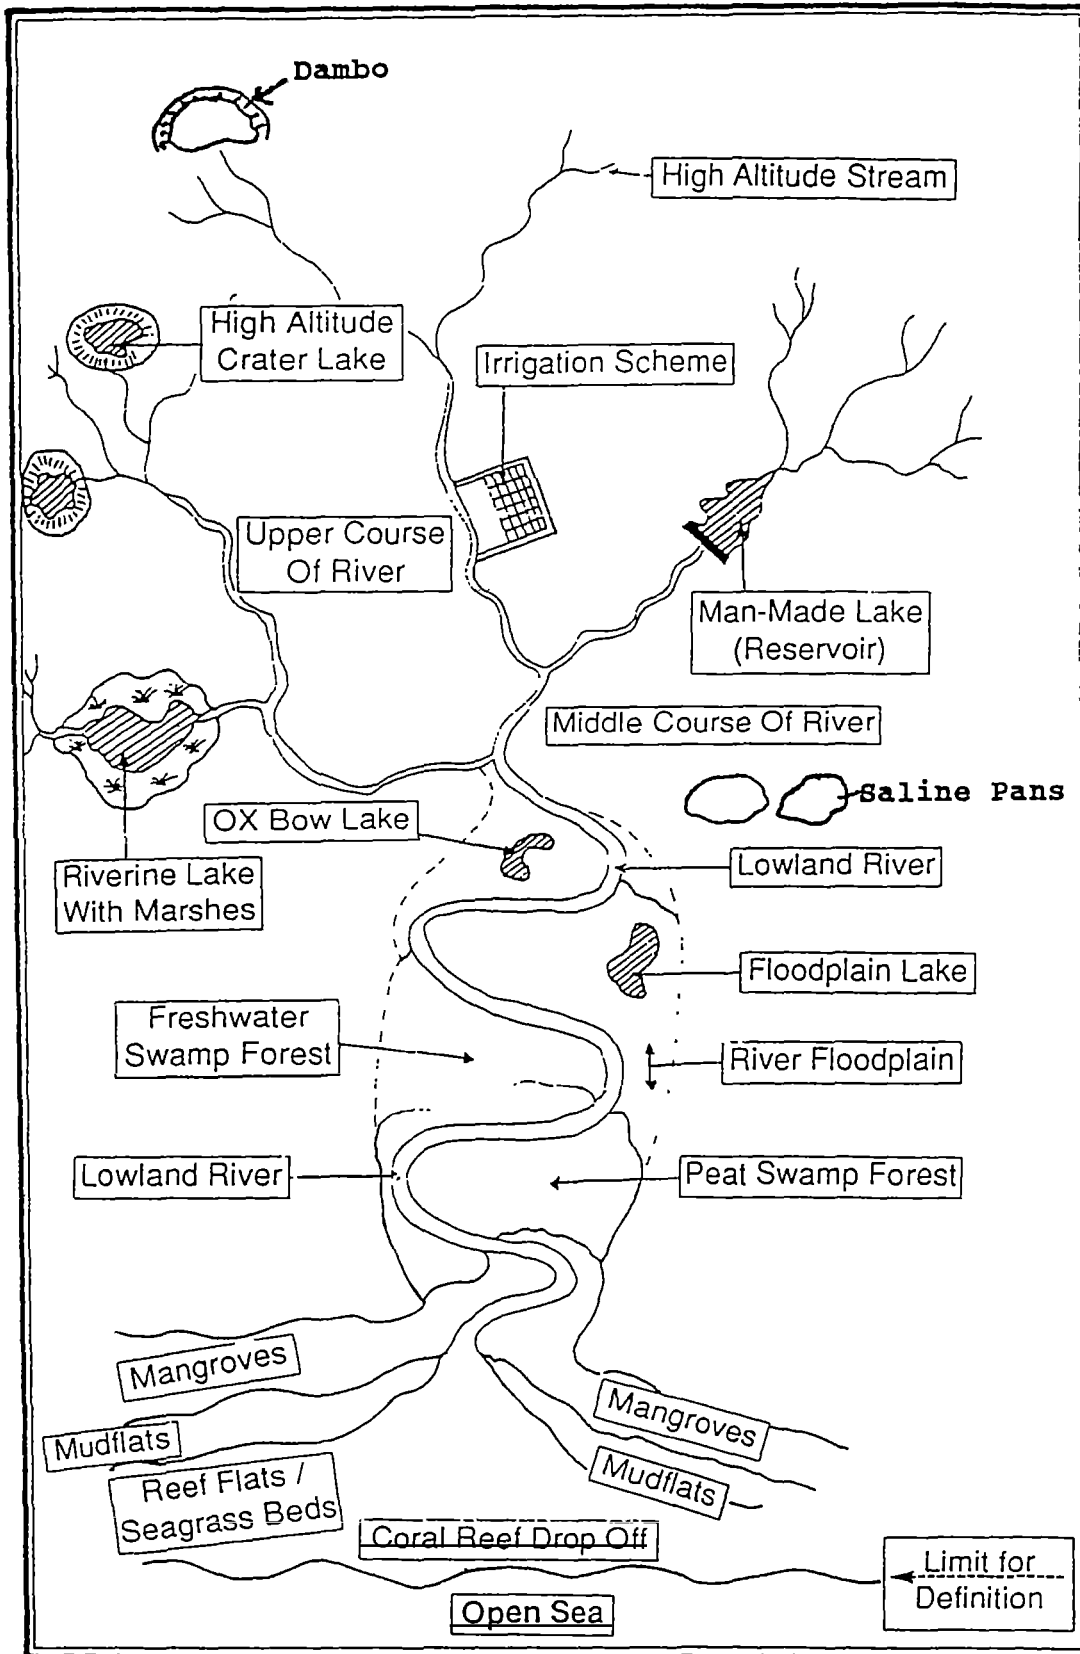 Dambo
High Altitude Stream
High Altitude
Crater Lake
Irrigation Scheme
Upper Course
Of River
Man-Made Lake
(Reservoir)
Middle Course Of River
Saline Pans
OX Bow Lake
Lowland River
Riverine Lake
With Marshes
Floodplain Lake
Freshwater
Swamp Forest
River Floodplain
Lowland River
Peat Swamp Forest
Mangroves
Mangroves
Mudflats
Mudflats
Reef Flats /
Seagrass Beds
Coral Reef Drop Off
Limit for
Definition
Open Sea